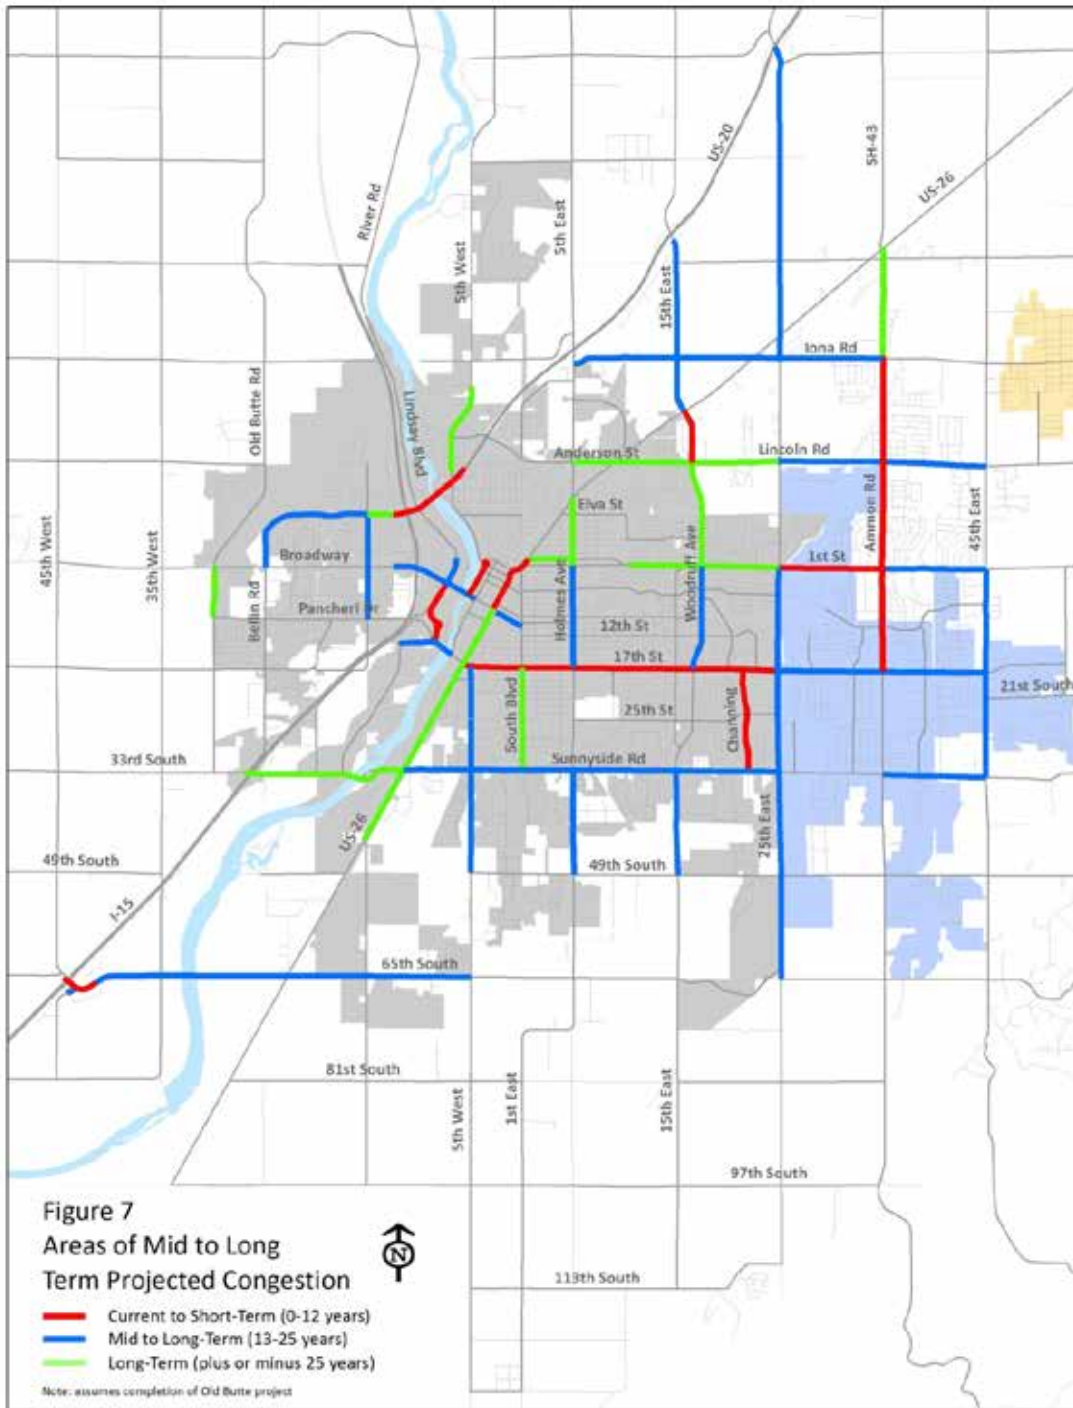 US-20
SH-43
US-26
River Rd
5th West
5th East
15th East
Iona Rd
Old Butte Rd
Lindsay Blvd
Anderson St
Lincoln Rd
Elva St
Ammon Rd
45th West
35th West
Broadway
Holmes Ave
Woodruff Ave
1st St
45th East
Bellin Rd
Pancheri Dr
12th St
17th St
21st South
South Blvd
25th St
Channing
33rd South
Sunnyside Rd
US-26
25th East
49th South
49th South
I-15
65th South
81st South
5th West
1st East
15th East
97th South
Figure 7
Areas of Mid to Long
Term Projected Congestion
N
113th South
Current to Short-Term (0-12 years)
Mid to Long-Term (13-25 years)
Long-Term (plus or minus 25 years)
Note: assumes completion of Old Butte project